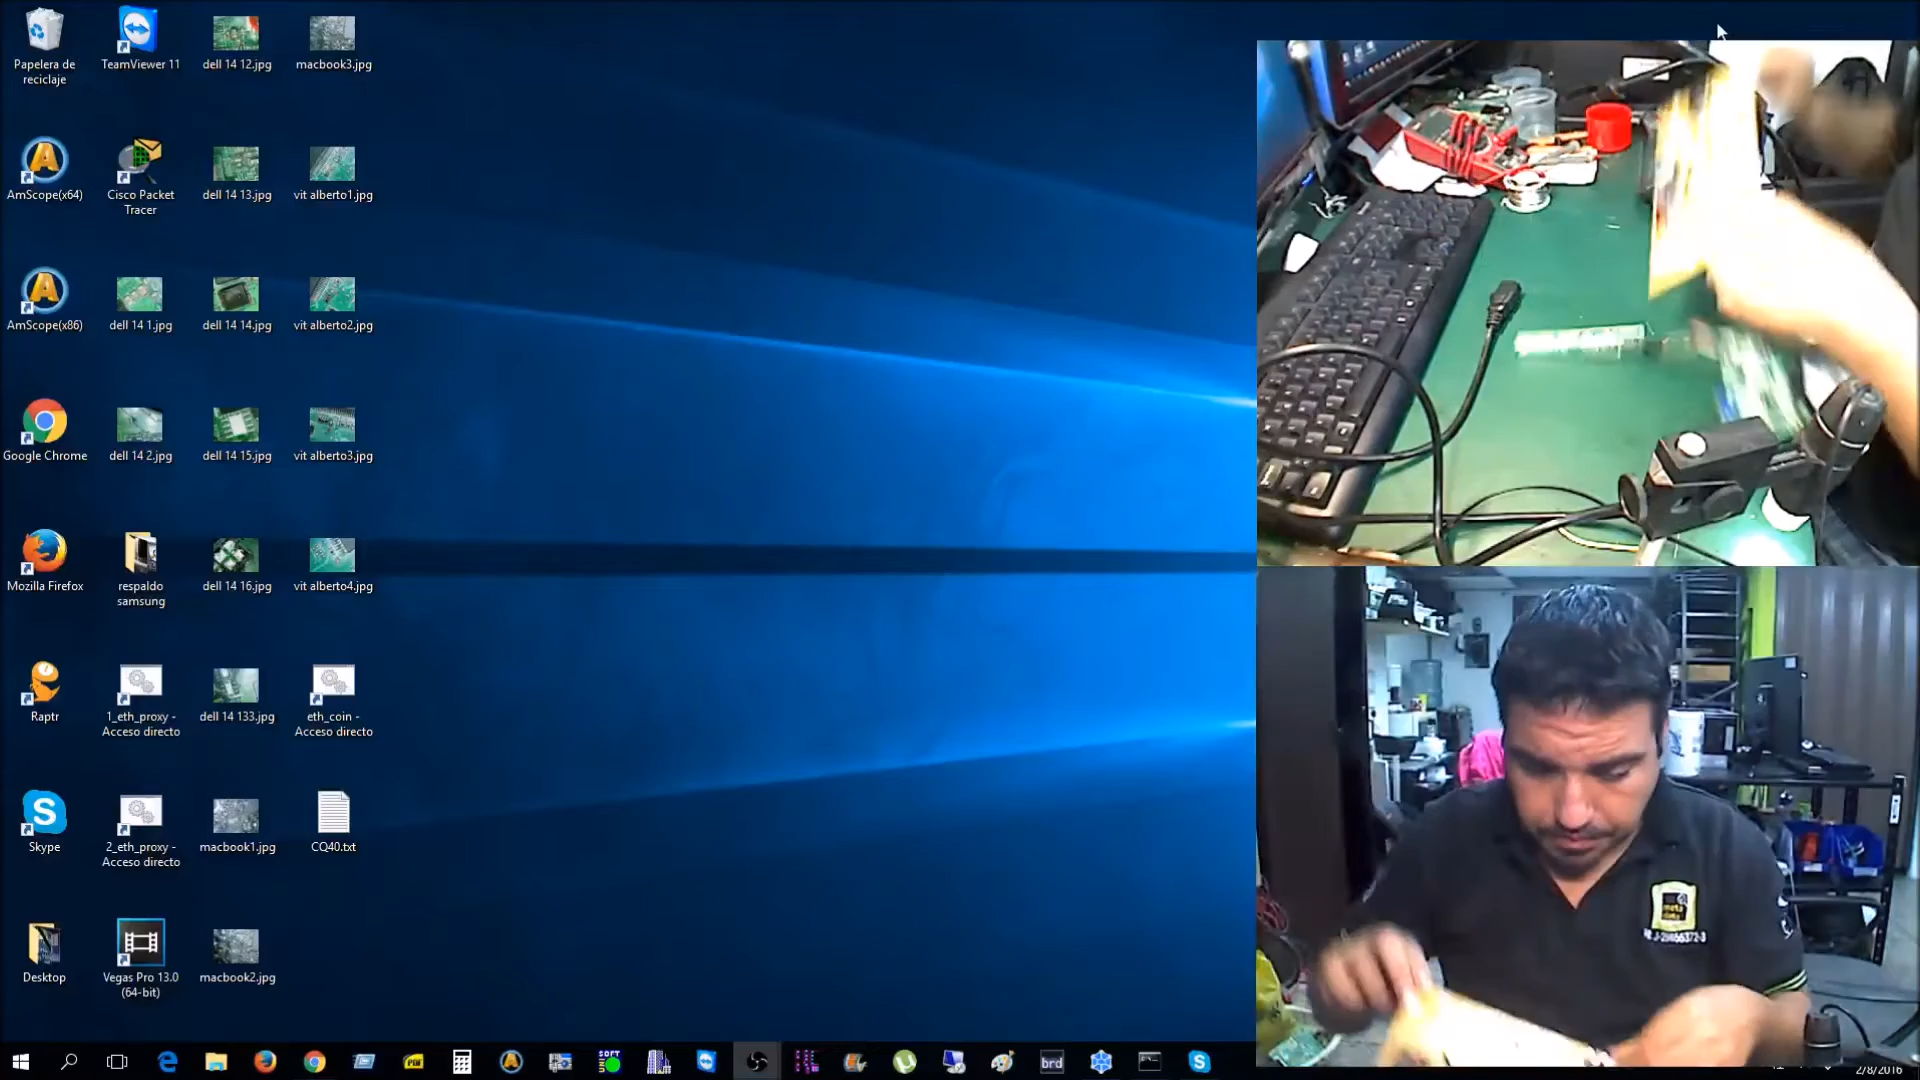 Papelera de
reciclaje
TeamViewer 11
dell 14 12.jpg
macbook3.jpg
AmScope(x64)
Cisco Packet
Tracer
dell 14 13.jpg
vit alberto1.jpg
AmScope(x86)
dell 14 1.jpg
dell 14 14.jpg
vit alberto2.jpg
Google Chrome
dell 14 2.jpg
dell 14 15.jpg
vit alberto3.jpg
Mozilla Firefox
respaldo
samsung
dell 14 16.jpg
vit alberto4.jpg
Raptr
1_eth_proxy -
Acceso directo
dell 14 133.jpg
eth_coin -
Acceso directo
Skype
2_eth_proxy -
Acceso directo
macbook1.jpg
CQ40.txt
Desktop
Vegas Pro 13.0
(64-bit)
macbook2.jpg
SOFT
brd
2/8/2016